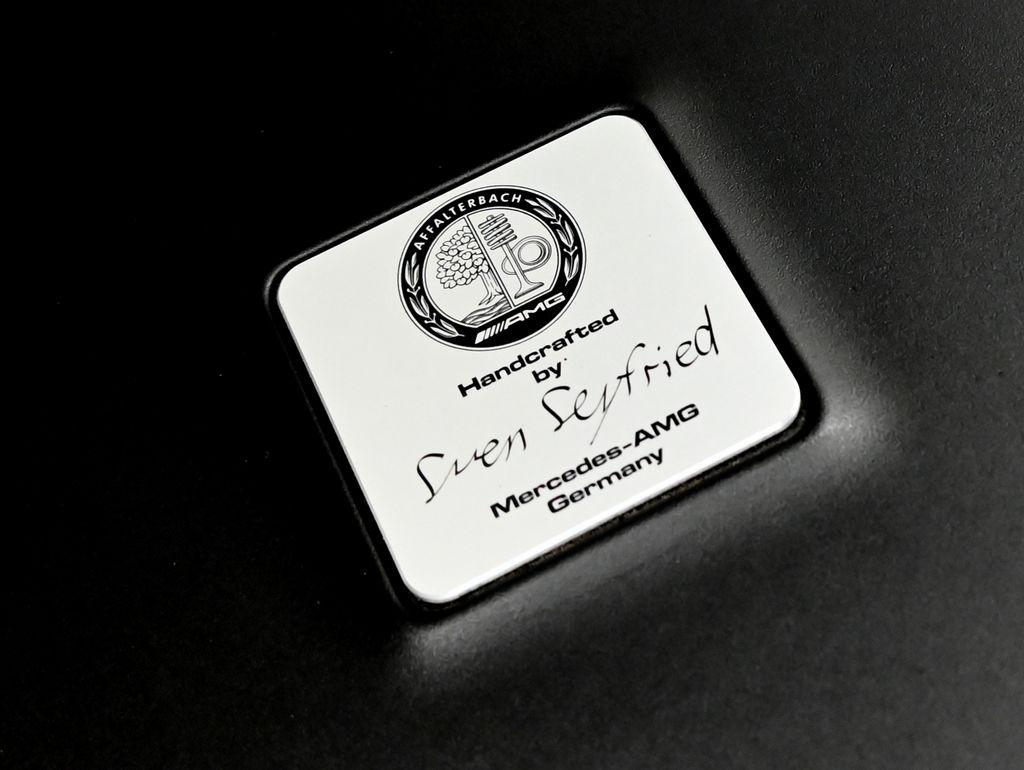 AFFALTERBACH
AMG
Handcrafted
by
Sven Seyfried
Mercedes-AMG
Germany